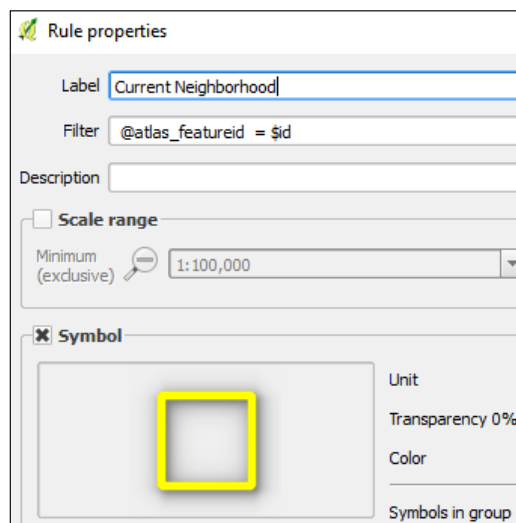 Rule properties
Label Current Neighborhood
Filter @atlas_featureid = $id
Description
Scale range
Minimum
(exclusive) 1:100,000
Symbol
Unit
Transparency 0%
Color
Symbols in group